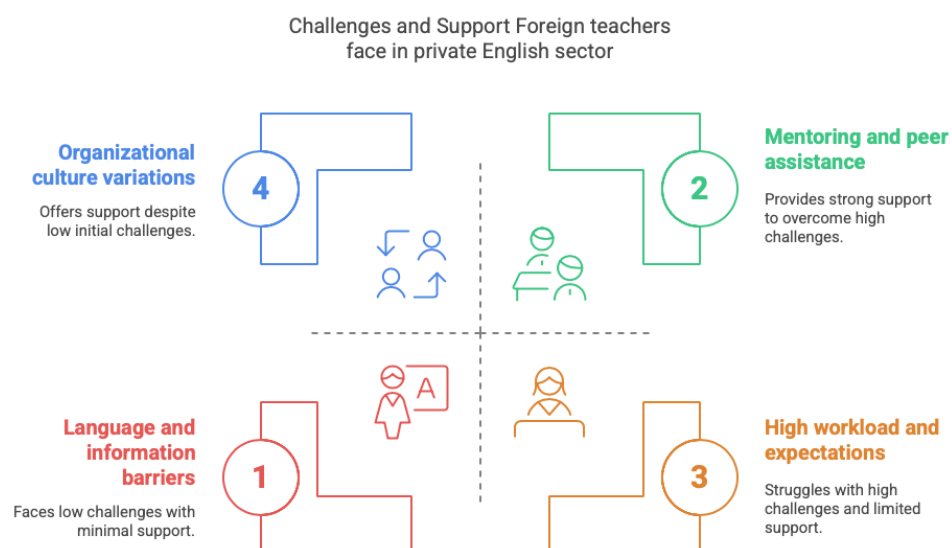 Challenges and Support Foreign teachers
face in private English sector
Organizational
culture variations
4
Offers support despite
low initial challenges.
Mentoring and peer
assistance
2
Provides strong support
to overcome high
challenges.
Language and
information
barriers
1
A
Faces low challenges with
minimal support.
High workload and
expectations
3
Struggles with high
challenges and limited
support.